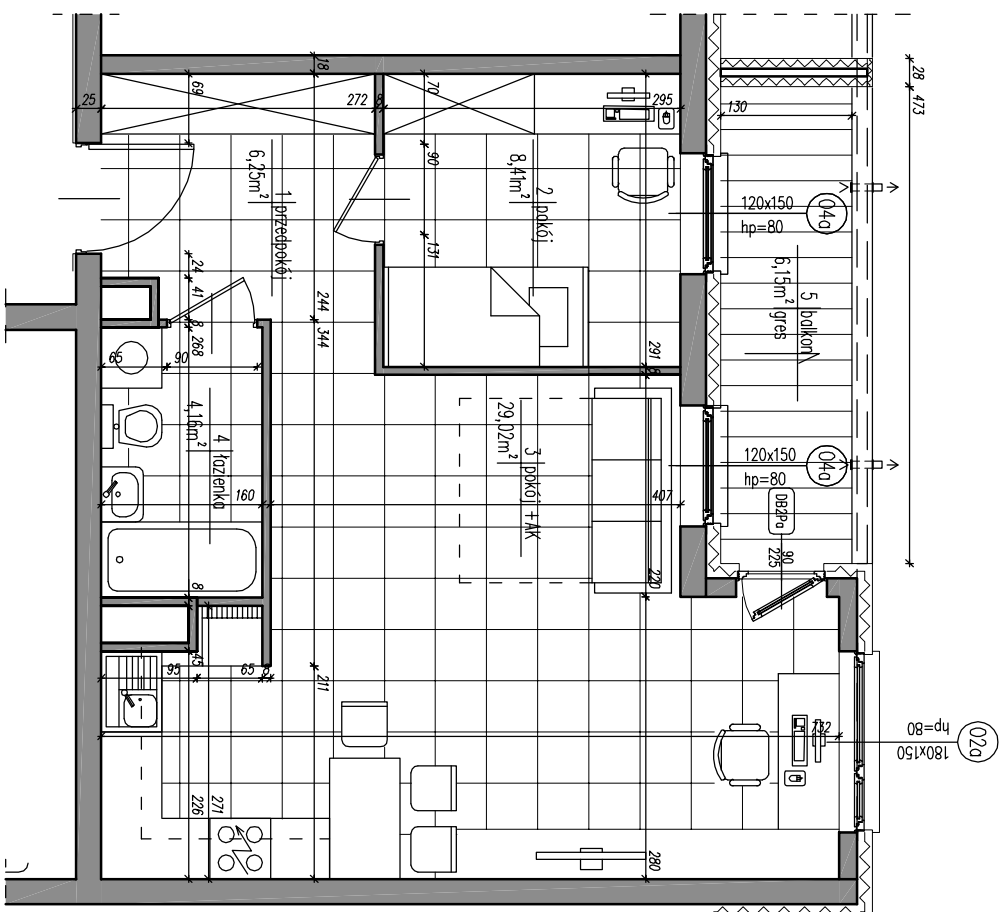 1 przedpokój
6,25m²
2 pokój
8,41m²
3 pokój +AK
29,02m²
4 łazienka
4,16m²
5 balkon
6,15m² gres
04a
120x150
hp=80
04a
120x150
hp=80
DB2Pa
90
225
02a
180x150
hp=80
18
69
25
272
8
70
295
130
28
473
90
131
24
41
8
268
244
344
291
8
65
90
160
407
220
8
45
95
65
8
211
732
226
271
280